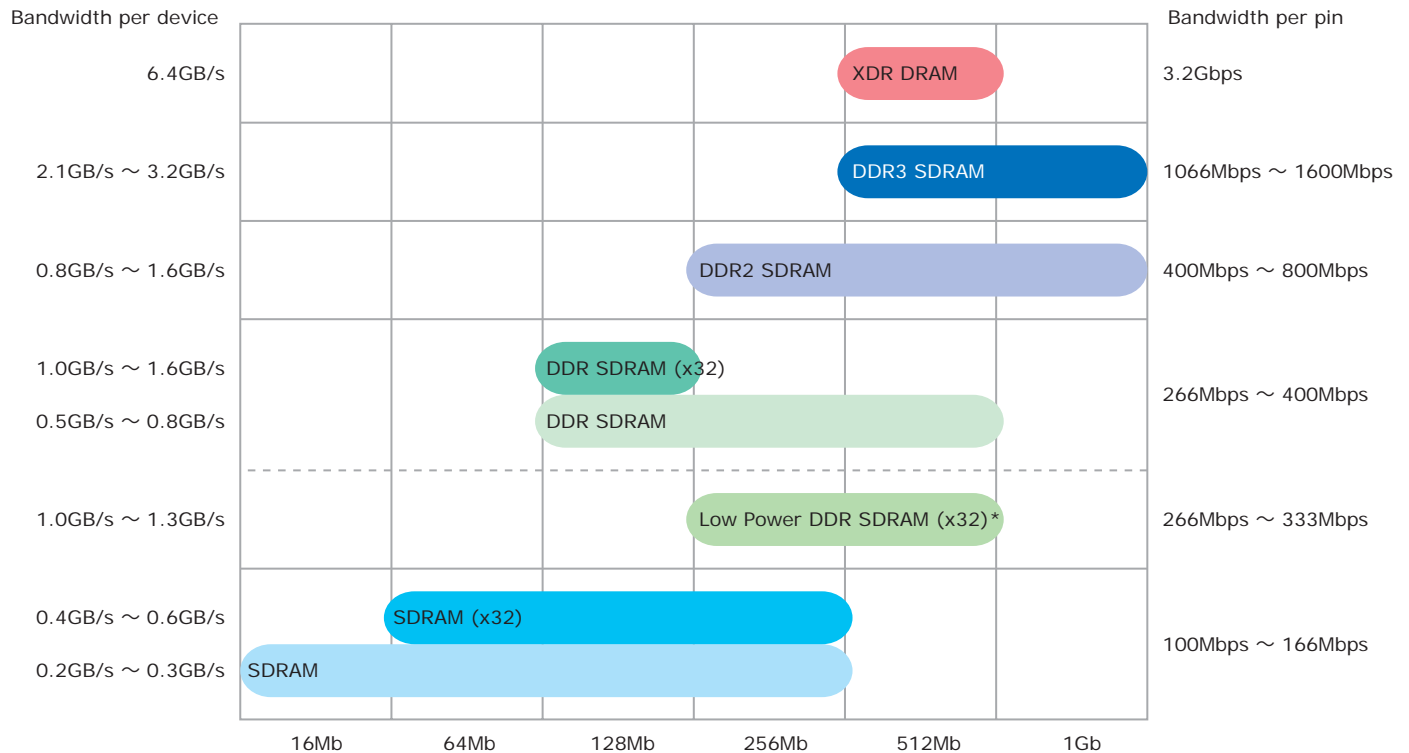 Bandwidth per device
Bandwidth per pin
6.4GB/s
XDR DRAM
3.2Gbps
2.1GB/s ～ 3.2GB/s
DDR3 SDRAM
1066Mbps ～ 1600Mbps
0.8GB/s ～ 1.6GB/s
DDR2 SDRAM
400Mbps ～ 800Mbps
1.0GB/s ～ 1.6GB/s
DDR SDRAM (x32)
266Mbps ～ 400Mbps
0.5GB/s ～ 0.8GB/s
DDR SDRAM
1.0GB/s ～ 1.3GB/s
Low Power DDR SDRAM (x32)*
266Mbps ～ 333Mbps
0.4GB/s ～ 0.6GB/s
SDRAM (x32)
100Mbps ～ 166Mbps
0.2GB/s ～ 0.3GB/s
SDRAM
16Mb 64Mb 128Mb 256Mb 512Mb 1Gb